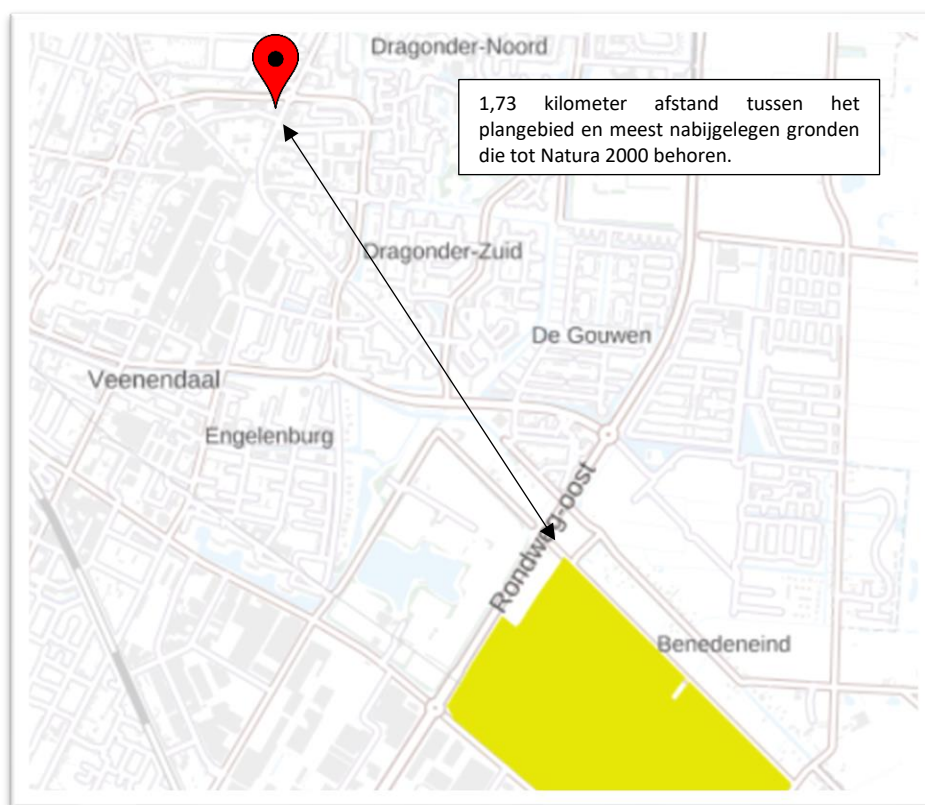 Dragonder-Noord
1,73 kilometer afstand tussen het
plangebied en meest nabijgelegen gronden
die tot Natura 2000 behoren.
Dragonder-Zuid
De Gouwen
Veenendaal
Engelenburg
Rondweg-oost
Benedeneind